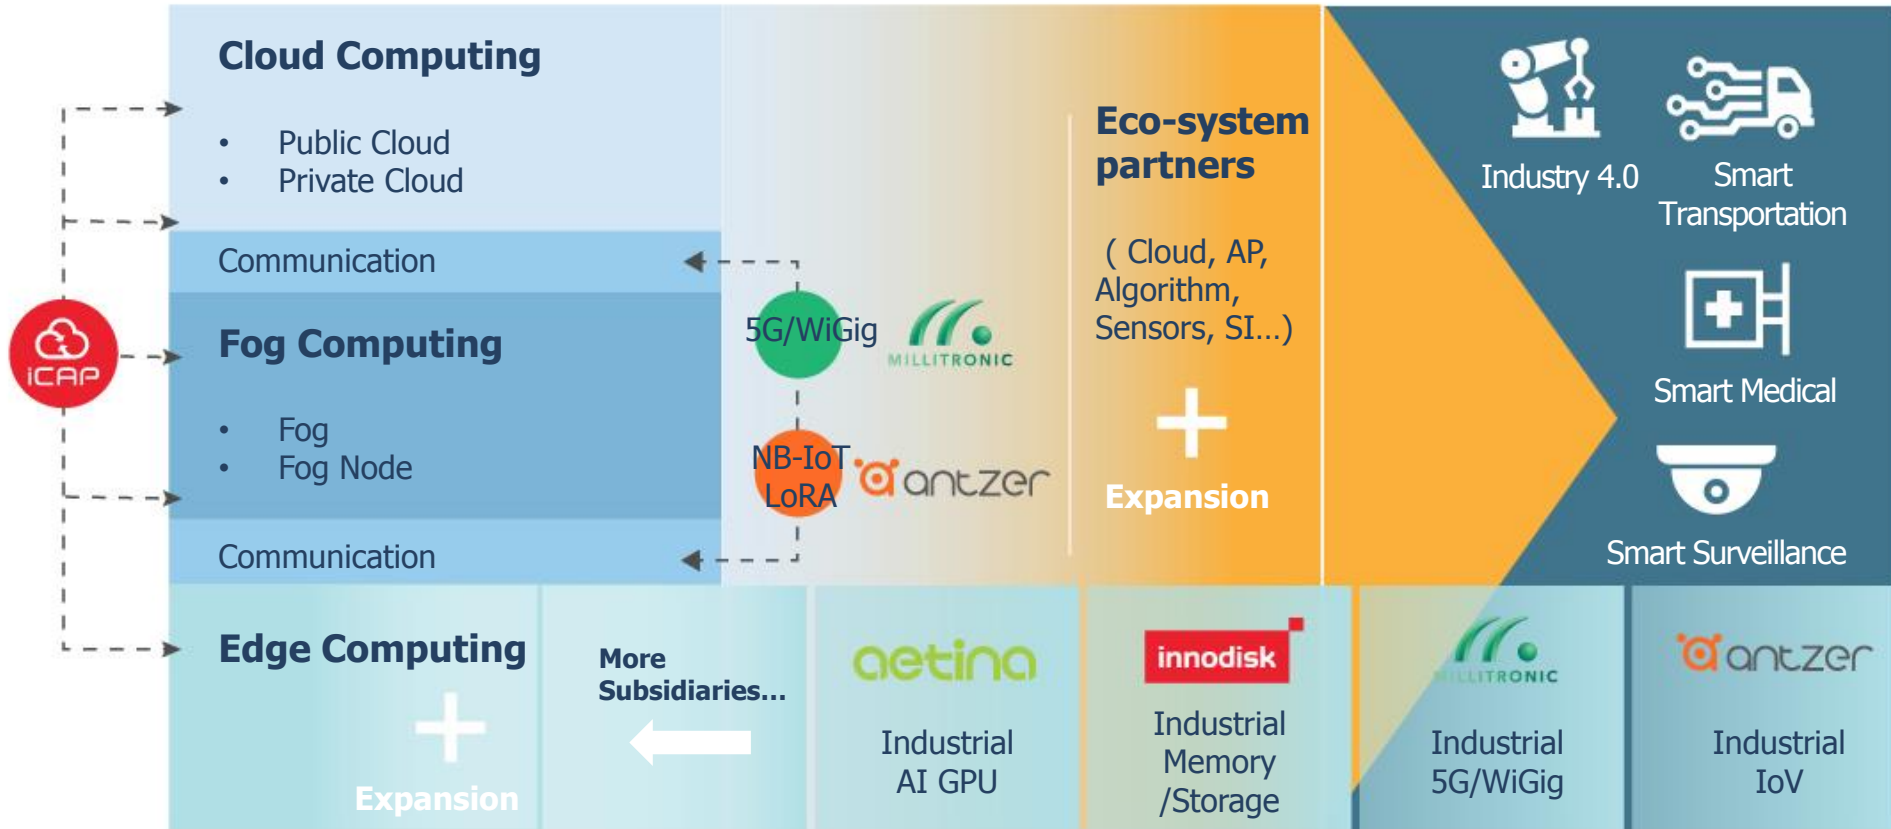 Cloud Computing
• Public Cloud
• Private Cloud
Communication
iCAP
Fog Computing
• Fog
• Fog Node
Communication
5G/WiGig
MILLITRONIC
NB-IoT
LoRA
antzer
Eco-system
partners
( Cloud, AP,
Algorithm,
Sensors, SI...)
Expansion
Industry 4.0
Smart
Transportation
Smart Medical
Smart Surveillance
Edge Computing
Expansion
More
Subsidiaries...
aetina
Industrial
AI GPU
innodisk
Industrial
Memory
/Storage
MILLITRONIC
Industrial
5G/WiGig
antzer
Industrial
IoV